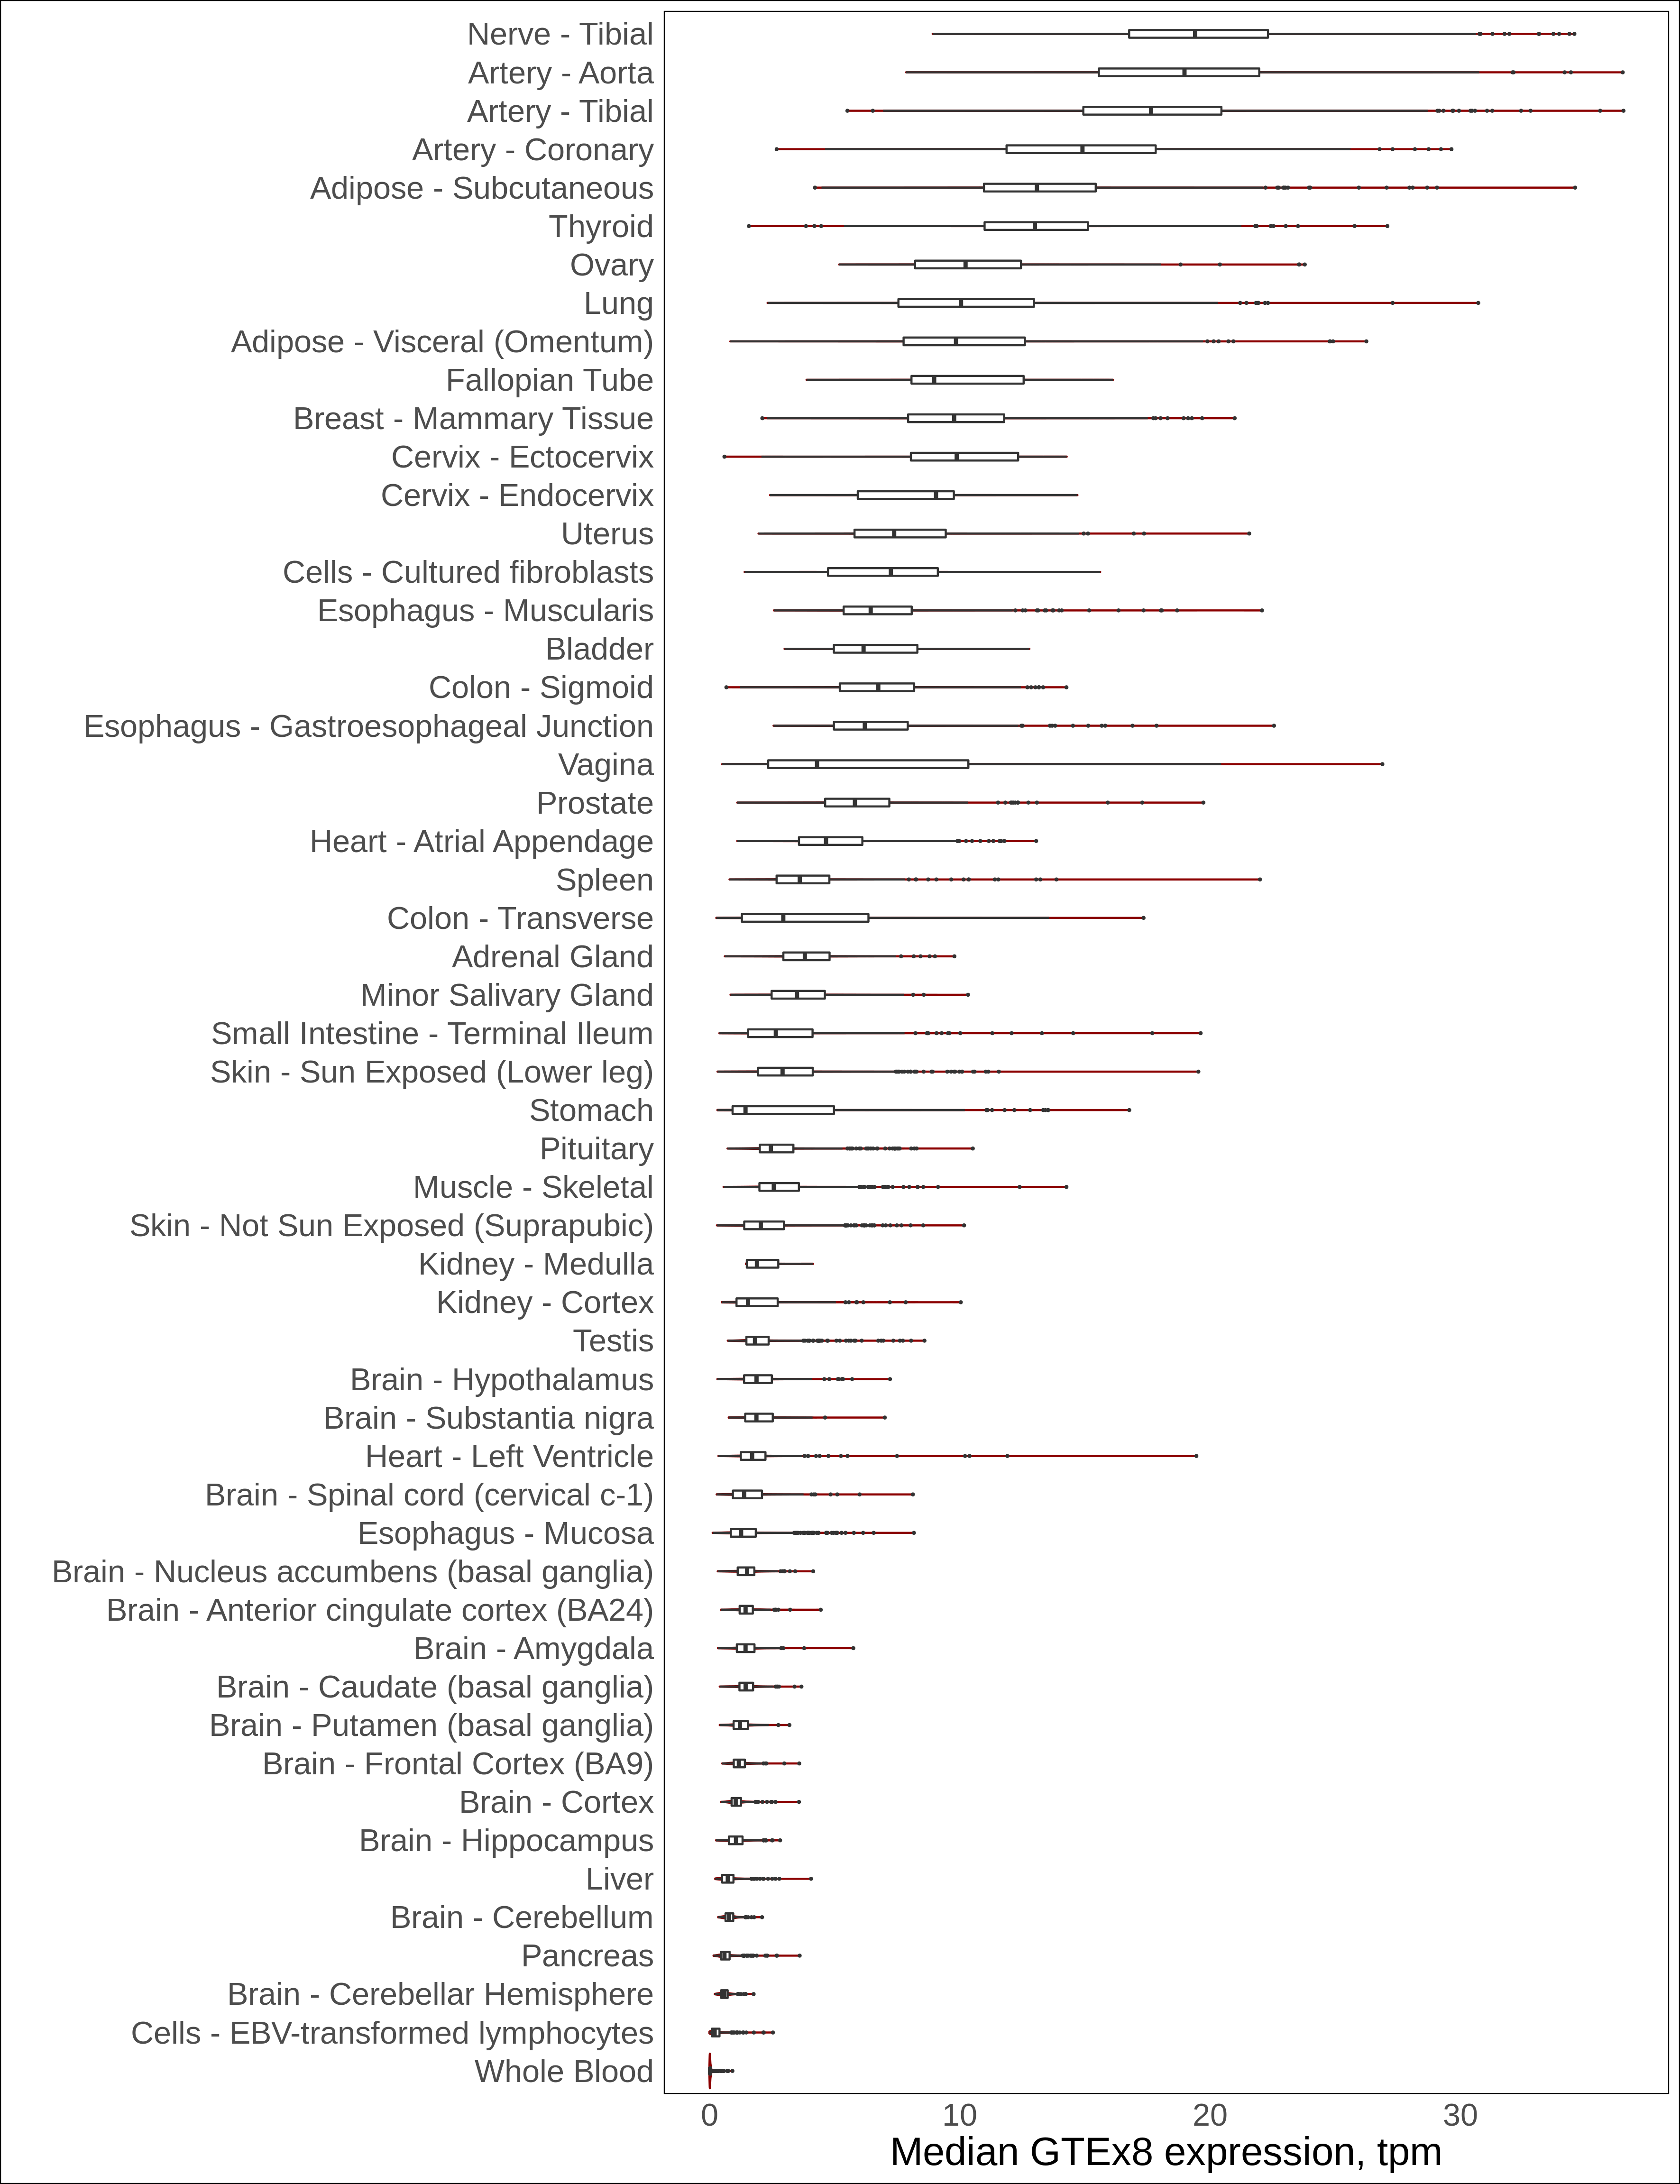 Nerve - Tibial
Artery - Aorta
Artery - Tibial
Artery - Coronary
Adipose - Subcutaneous
Thyroid
Ovary
Lung
Adipose - Visceral (Omentum)
Fallopian Tube
Breast - Mammary Tissue
Cervix - Ectocervix
Cervix - Endocervix
Uterus
Cells - Cultured fibroblasts
Esophagus - Muscularis
Bladder
Colon - Sigmoid
Esophagus - Gastroesophageal Junction
Vagina
Prostate
Heart - Atrial Appendage
Spleen
Colon - Transverse
Adrenal Gland
Minor Salivary Gland
Small Intestine - Terminal Ileum
Skin - Sun Exposed (Lower leg)
Stomach
Pituitary
Muscle - Skeletal
Skin - Not Sun Exposed (Suprapubic)
Kidney - Medulla
Kidney - Cortex
Testis
Brain - Hypothalamus
Brain - Substantia nigra
Heart - Left Ventricle
Brain - Spinal cord (cervical c-1)
Esophagus - Mucosa
Brain - Nucleus accumbens (basal ganglia)
Brain - Anterior cingulate cortex (BA24)
Brain - Amygdala
Brain - Caudate (basal ganglia)
Brain - Putamen (basal ganglia)
Brain - Frontal Cortex (BA9)
Brain - Cortex
Brain - Hippocampus
Liver
Brain - Cerebellum
Pancreas
Brain - Cerebellar Hemisphere
Cells - EBV-transformed lymphocytes
Whole Blood
0 10 20 30
Median GTEx8 expression, tpm